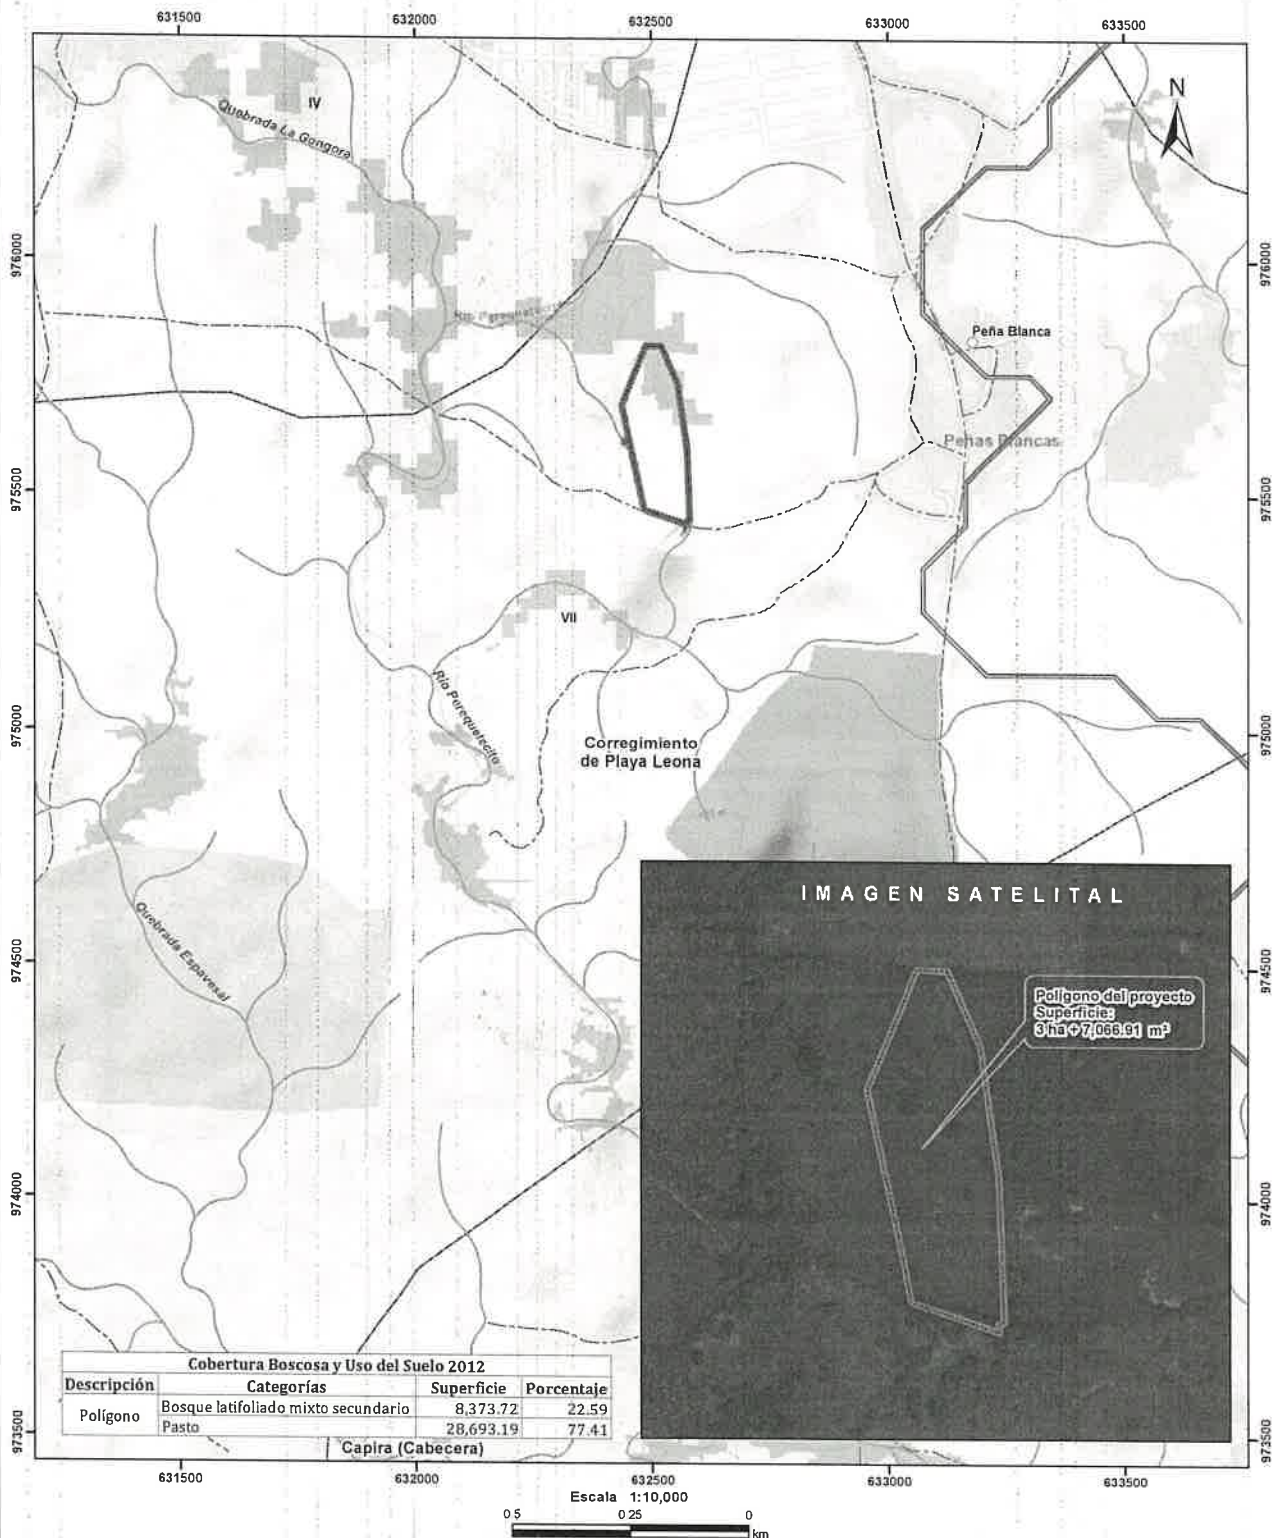 631500 632000 632500 633000 633500
N
IV
Quebrada La Gongora
976000 976000
Peña Blanca
Peñas Blancas
975500 975500
VII
Río Perequetecito
975000 975000
Corregimiento
de Playa Leona
IMAGEN SATELITAL
Quebrada Espavesal
974500 974500
Polígono del proyecto
Superficie:
3 ha + 7,066.91 m²
974000 974000
Cobertura Boscosa y Uso del Suelo 2012
Descripción Categorías Superficie Porcentaje
Polígono Bosque latifoliado mixto secundario 8,373.72 22.59
Pasto 28,693.19 77.41
973500 973500
Capira (Cabecera)
631500 632000 632500 633000 633500
Escala 1:10,000
0 5 0 25 0
km